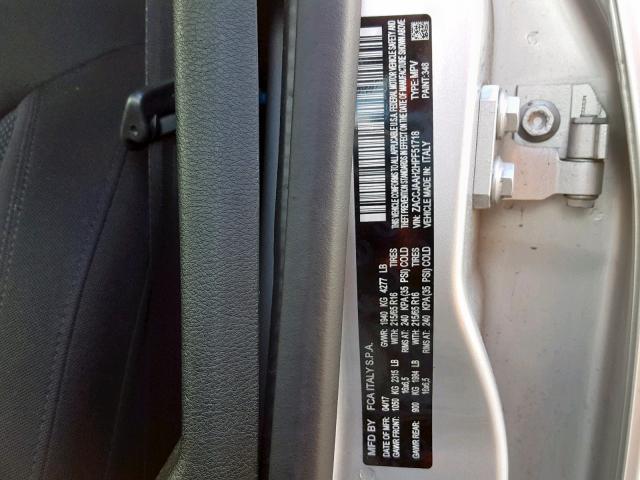 MFD BY FCA ITALY S.P.A.
DATE OF MFR: 04/17 GVWR: 1940 KG 4277 LB
GAWR FRONT: 1050 KG 2315 LB WITH: 215/65 R16 TIRES
16x6,5 RIMS AT: 240 KPA(35 PSI) COLD
GAWR REAR: 900 KG 1984 LB WITH: 215/65 R16 TIRES
16x6,5 RIMS AT: 240 KPA(35 PSI) COLD
THIS VEHICLE CONFORMS TO ALL APPLICABLE U.S.A. FEDERAL MOTOR VEHICLE SAFETY AND
THEFT PREVENTION STANDARDS IN EFFECT ON THE DATE OF MANUFACTURE SHOWN ABOVE
VIN: ZACCJAAH2HPF51718 TYPE: MPV
VEHICLE MADE IN: ITALY PAINT: 348